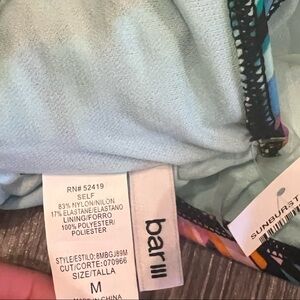 RN# 52419
SELF
83% NYLON/NILON
17% ELASTANE/ELASTANO
LINING/FORRO
100% POLYESTER/
POLIESTER
STYLE/ESTILO: 8MBGJ89M
CUT/CORTE: 070966
SIZE/TALLA
M
MADE IN CHINA
bar III
SUNBURST